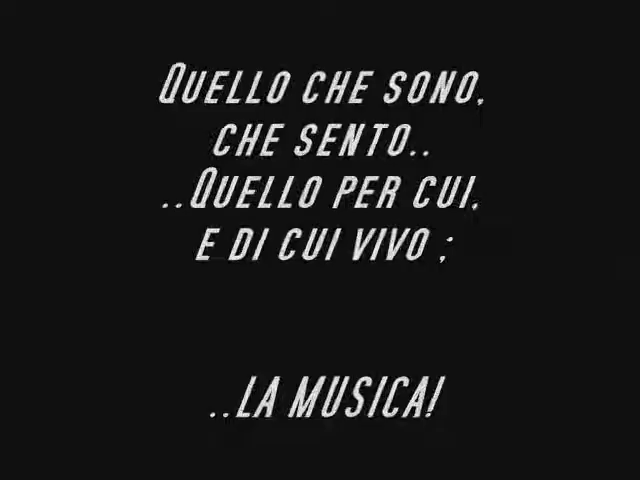 QUELLO CHE SONO,
CHE SENTO..
..QUELLO PER CUI,
E DI CUI VIVO ;
..LA MUSICA!